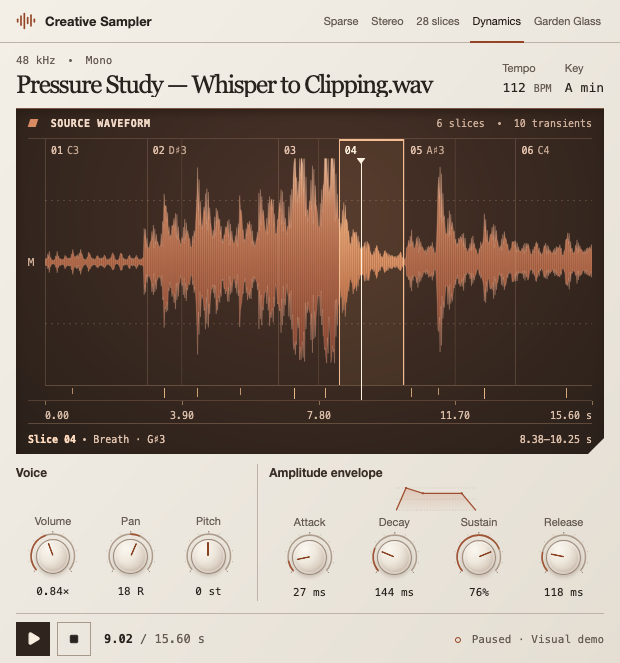 Creative Sampler
Sparse Stereo 28 slices Dynamics Garden Glass
48 kHz • Mono
Pressure Study — Whisper to Clipping.wav
Tempo Key
112 BPM A min
SOURCE WAVEFORM 6 slices • 10 transients
01 C3 02 D♯3 03 04 05 A♯3 06 C4
M
0.00 3.90 7.80 11.70 15.60 s
Slice 04 • Breath · G♯3 8.38–10.25 s
Voice Amplitude envelope
Volume Pan Pitch Attack Decay Sustain Release
0.84× 18 R 0 st 27 ms 144 ms 76% 118 ms
9.02 / 15.60 s Paused · Visual demo